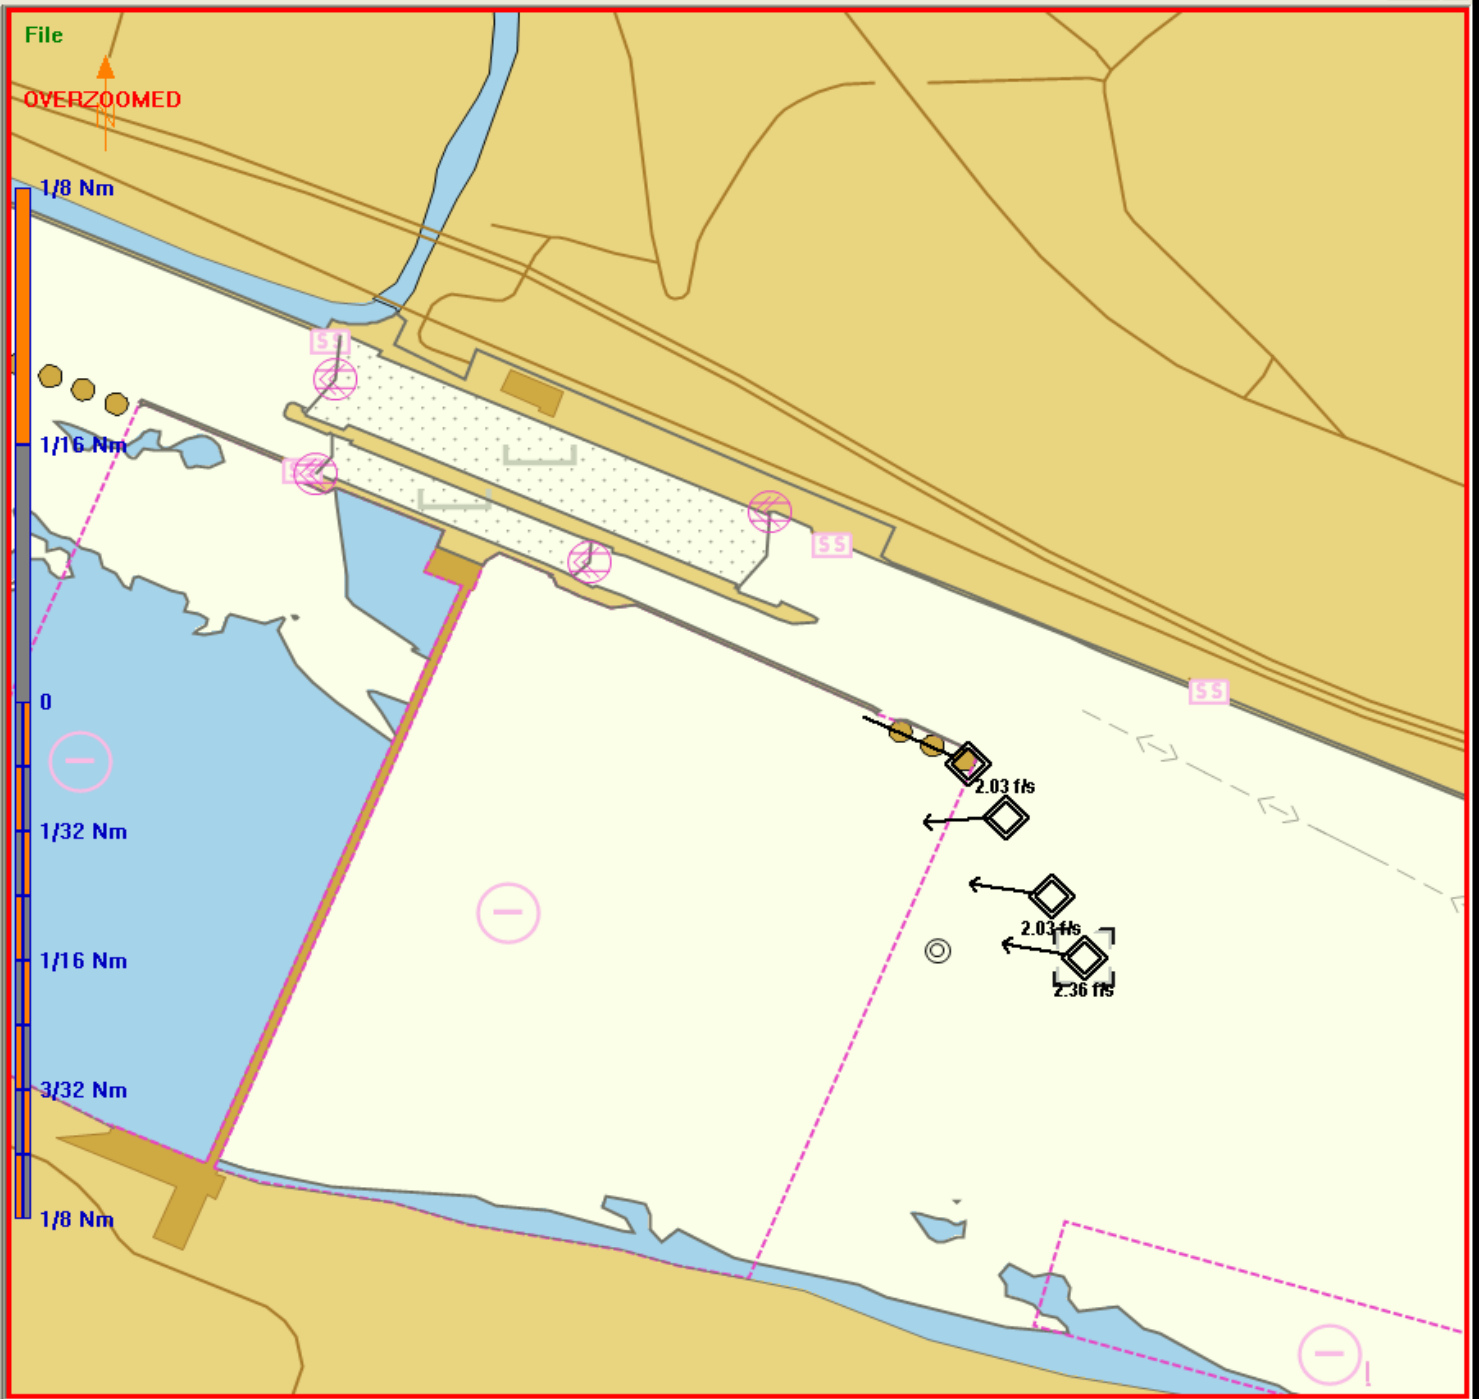 File
OVERZOOMED
N
1/8 Nm
SS
1/16 Nm
SS
SS
0
SS
2.03 f/s
1/32 Nm
2.03 f/s
1/16 Nm
2.36 f/s
3/32 Nm
1/8 Nm